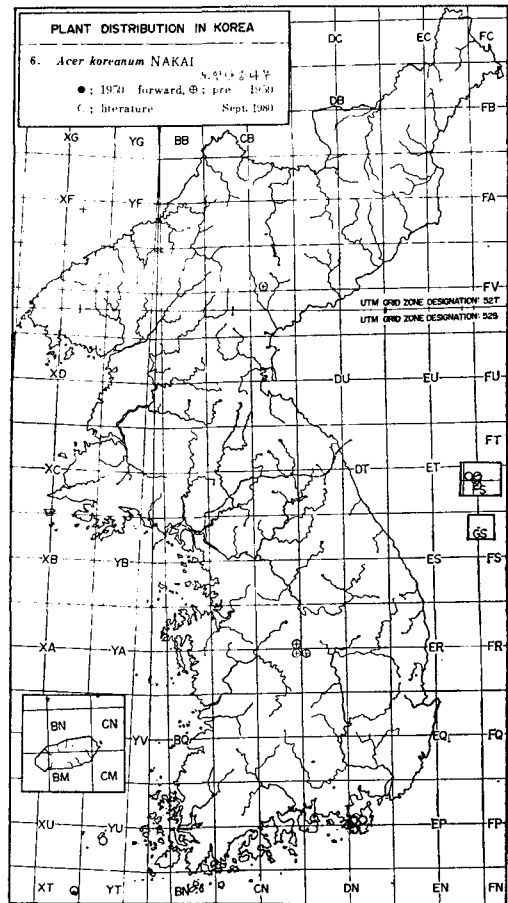 PLANT DISTRIBUTION IN KOREA
6. Acer koreanum NAKAI
● ; 1970 forward, ⊕ ; pre 1950
C ; literature Sept. 1980
DC EC FC
DB FB
XG YG BB CB
XF YF FA
FV
UTM GRID ZONE DESIGNATION: 52T
UTM GRID ZONE DESIGNATION: 52S
XD DU EU FU
FT
XC DT ET
FS
GS
XB YB ES FS
XA YA ER FR
BN CN
YV BQ EQ FQ
BM CM
XU YU EP FP
XT YT BN CN DN EN FN